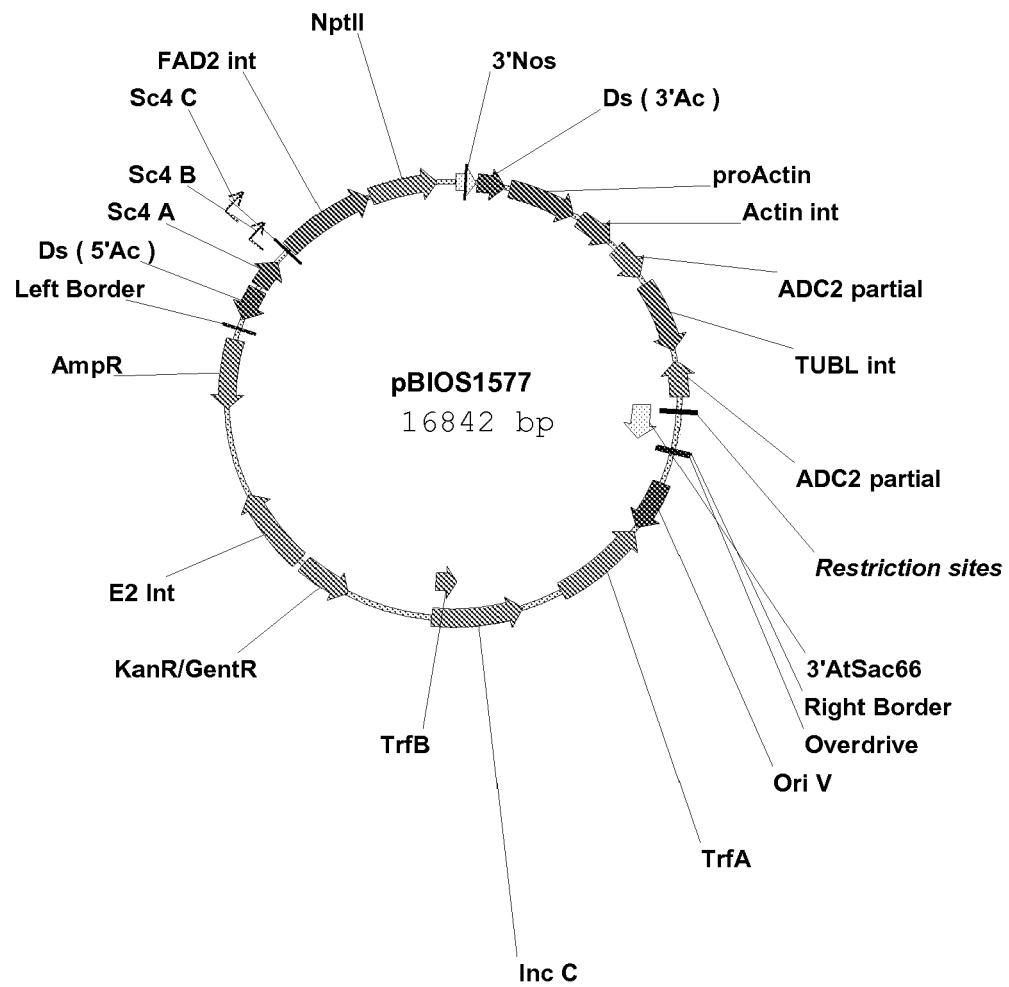 NptII
FAD2 int
3'Nos
Sc4 C
Ds ( 3'Ac )
Sc4 B
proActin
Sc4 A
Actin int
Ds ( 5'Ac )
Left Border
ADC2 partial
AmpR
TUBL int
pBIOS1577
16842 bp
ADC2 partial
Restriction sites
E2 Int
KanR/GentR
3'AtSac66
Right Border
TrfB
Overdrive
Ori V
TrfA
Inc C